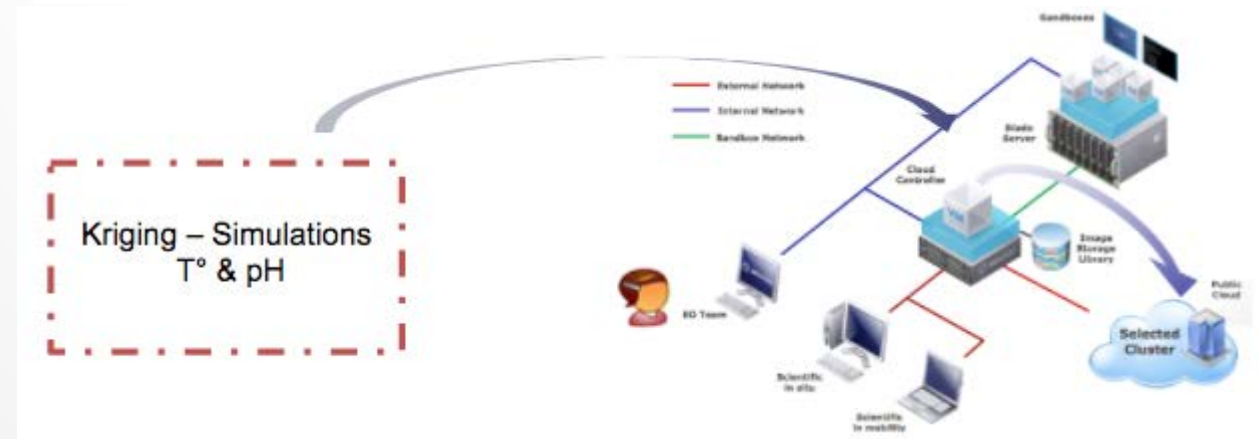 Kriging – Simulations
T° & pH
Sandboxes
External Network
Internal Network
Sandbox Network
Blade
Server
Cloud
Controller
VM
Image
Storage
Library
EO Team
Public
Cloud
Selected
Cluster
Scientific
in situ
Scientific
in mobility